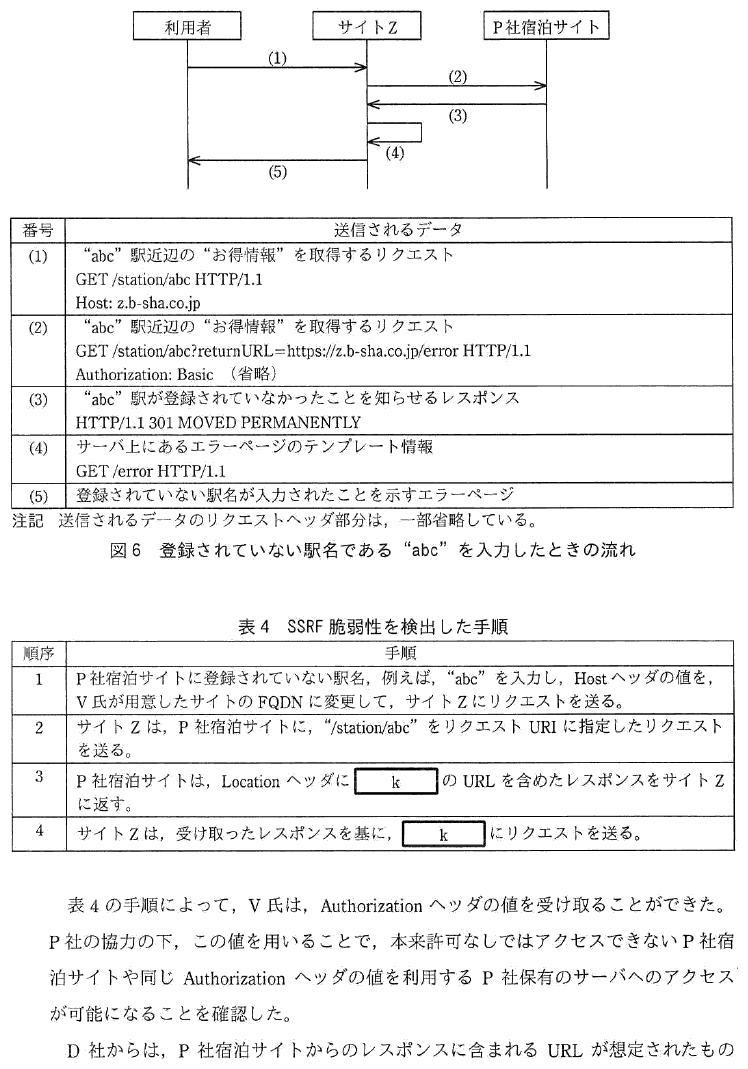 利用者
サイトZ
P社宿泊サイト
(1)
(2)
(3)
(4)
(5)
番号
送信されるデータ
(1)
“abc”駅近辺の“お得情報”を取得するリクエスト
GET /station/abc HTTP/1.1
Host: z.b-sha.co.jp
(2)
“abc”駅近辺の“お得情報”を取得するリクエスト
GET /station/abc?returnURL=https://z.b-sha.co.jp/error HTTP/1.1
Authorization: Basic （省略）
(3)
“abc”駅が登録されていなかったことを知らせるレスポンス
HTTP/1.1 301 MOVED PERMANENTLY
(4)
サーバ上にあるエラーページのテンプレート情報
GET /error HTTP/1.1
(5)
登録されていない駅名が入力されたことを示すエラーページ
注記　送信されるデータのリクエストヘッダ部分は，一部省略している。
図6　登録されていない駅名である“abc”を入力したときの流れ
表4　SSRF脆弱性を検出した手順
順序
手順
1
P社宿泊サイトに登録されていない駅名，例えば，“abc”を入力し，Hostヘッダの値を，
V氏が用意したサイトのFQDNに変更して，サイトZにリクエストを送る。
2
サイトZは，P社宿泊サイトに，“/station/abc”をリクエストURIに指定したリクエスト
を送る。
3
P社宿泊サイトは，Locationヘッダに k のURLを含めたレスポンスをサイトZ
に返す。
4
サイトZは，受け取ったレスポンスを基に， k にリクエストを送る。
表4の手順によって，V氏は，Authorizationヘッダの値を受け取ることができた。
P社の協力の下，この値を用いることで，本来許可なしではアクセスできないP社宿
泊サイトや同じAuthorizationヘッダの値を利用するP社保有のサーバへのアクセス
が可能になることを確認した。
D社からは，P社宿泊サイトからのレスポンスに含まれるURLが想定されたもの